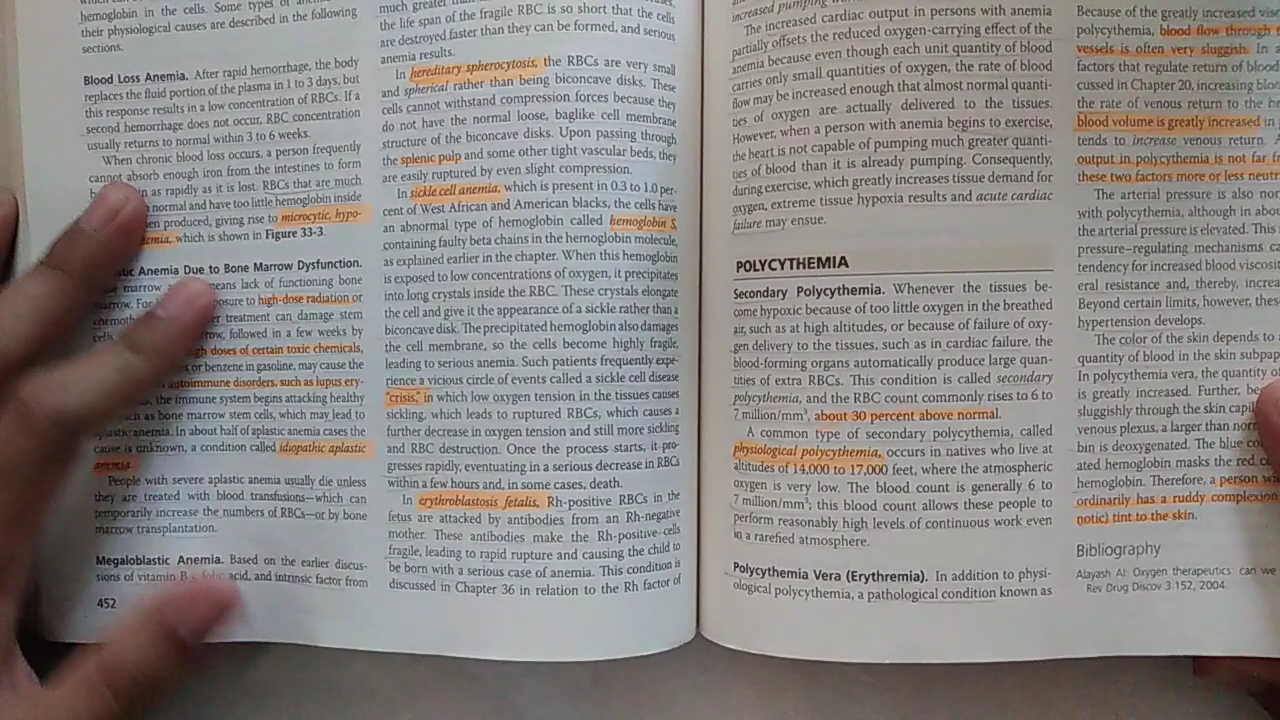 hemoglobin in the cells. Some types of
their physiological causes are described in the following
sections.
Blood Loss Anemia. After rapid hemorrhage, the body
replaces the fluid portion of the plasma in 1 to 3 days, but
this response results in a low concentration of RBCs. If a
second hemorrhage does not occur, RBC concentration
usually returns to normal within 3 to 6 weeks.
When chronic blood loss occurs, a person frequently
cannot absorb enough iron from the intestines to form
in as rapidly as it is lost. RBCs that are much
normal and have too little hemoglobin inside
en produced, giving rise to microcytic, hypo-
emia, which is shown in Figure 33-3.
Anemia Due to Bone Marrow Dysfunction.
marrow means lack of functioning bone
marrow. For posure to high-dose radiation or
treatment can damage stem
row, followed in a few weeks by
gh doses of certain toxic chemicals,
s or benzene in gasoline, may cause the
autoimmune disorders, such as lupus ery-
the immune system begins attacking healthy
as bone marrow stem cells, which may lead to
aplastic anemia. In about half of aplastic anemia cases the
cause is unknown, a condition called idiopathic aplastic
anemia.
People with severe aplastic anemia usually die unless
they are treated with blood transfusions—which can
temporarily increase the numbers of RBCs—or by bone
marrow transplantation.
Megaloblastic Anemia. Based on the earlier discus-
sions of vitamin B folic acid, and intrinsic factor from
452
much greater
the life span of the fragile RBC is so short that the cells
are destroyed faster than they can be formed, and serious
anemia results.
In hereditary spherocytosis, the RBCs are very small
and spherical rather than being biconcave disks. These
cells cannot withstand compression forces because they
do not have the normal loose, baglike cell membrane
structure of the biconcave disks. Upon passing through
the splenic pulp and some other tight vascular beds, they
are easily ruptured by even slight compression.
In sickle cell anemia, which is present in 0.3 to 1.0 per-
cent of West African and American blacks, the cells have
an abnormal type of hemoglobin called hemoglobin S,
containing faulty beta chains in the hemoglobin molecule,
as explained earlier in the chapter. When this hemoglobin
is exposed to low concentrations of oxygen, it precipitates
into long crystals inside the RBC. These crystals elongate
the cell and give it the appearance of a sickle rather than a
biconcave disk. The precipitated hemoglobin also damages
the cell membrane, so the cells become highly fragile,
leading to serious anemia. Such patients frequently expe-
rience a vicious circle of events called a sickle cell disease
"crisis," in which low oxygen tension in the tissues causes
sickling, which leads to ruptured RBCs, which causes a
further decrease in oxygen tension and still more sickling
and RBC destruction. Once the process starts, it pro-
gresses rapidly, eventuating in a serious decrease in RBCs
within a few hours and, in some cases, death.
In erythroblastosis fetalis, Rh-positive RBCs in the
fetus are attacked by antibodies from an Rh-negative
mother. These antibodies make the Rh-positive cells
fragile, leading to rapid rupture and causing the child to
be born with a serious case of anemia. This condition is
discussed in Chapter 36 in relation to the Rh factor of
increased pumping
The increased cardiac output in persons with anemia
partially offsets the reduced oxygen-carrying effect of the
anemia because even though each unit quantity of blood
carries only small quantities of oxygen, the rate of blood
flow may be increased enough that almost normal quanti-
ties of oxygen are actually delivered to the tissues.
However, when a person with anemia begins to exercise,
the heart is not capable of pumping much greater quanti-
ties of blood than it is already pumping. Consequently,
during exercise, which greatly increases tissue demand for
oxygen, extreme tissue hypoxia results and acute cardiac
failure may ensue.
POLYCYTHEMIA
Secondary Polycythemia. Whenever the tissues be-
come hypoxic because of too little oxygen in the breathed
air, such as at high altitudes, or because of failure of oxy-
gen delivery to the tissues, such as in cardiac failure, the
blood-forming organs automatically produce large quan-
tities of extra RBCs. This condition is called secondary
polycythemia, and the RBC count commonly rises to 6 to
7 million/mm³, about 30 percent above normal.
A common type of secondary polycythemia, called
physiological polycythemia, occurs in natives who live at
altitudes of 14,000 to 17,000 feet, where the atmospheric
oxygen is very low. The blood count is generally 6 to
7 million/mm³; this blood count allows these people to
perform reasonably high levels of continuous work even
in a rarefied atmosphere.
Polycythemia Vera (Erythremia). In addition to physi-
ological polycythemia, a pathological condition known as
Because of the greatly increased visc
polycythemia, blood flow through
vessels is often very sluggish. In a
factors that regulate return of blood
cussed in Chapter 20, increasing bloo
the rate of venous return to the he
blood volume is greatly increased in
tends to increase venous return.
output in polycythemia is not far fr
these two factors more or less neutr
The arterial pressure is also nor
with polycythemia, although in abo
the arterial pressure is elevated. This
pressure–regulating mechanisms ca
tendency for increased blood viscosit
eral resistance and, thereby, increa
Beyond certain limits, however, thes
hypertension develops.
The color of the skin depends to
quantity of blood in the skin subpap
In polycythemia vera, the quantity o
is greatly increased. Further, be
sluggishly through the skin capil
venous plexus, a larger than nor
bin is deoxygenated. The blue co
ated hemoglobin masks the red c
hemoglobin. Therefore, a person w
ordinarily has a ruddy complexion
notic) tint to the skin.
Bibliography
Alayash AI: Oxygen therapeutics: can we
Rev Drug Discov 3:152, 2004.